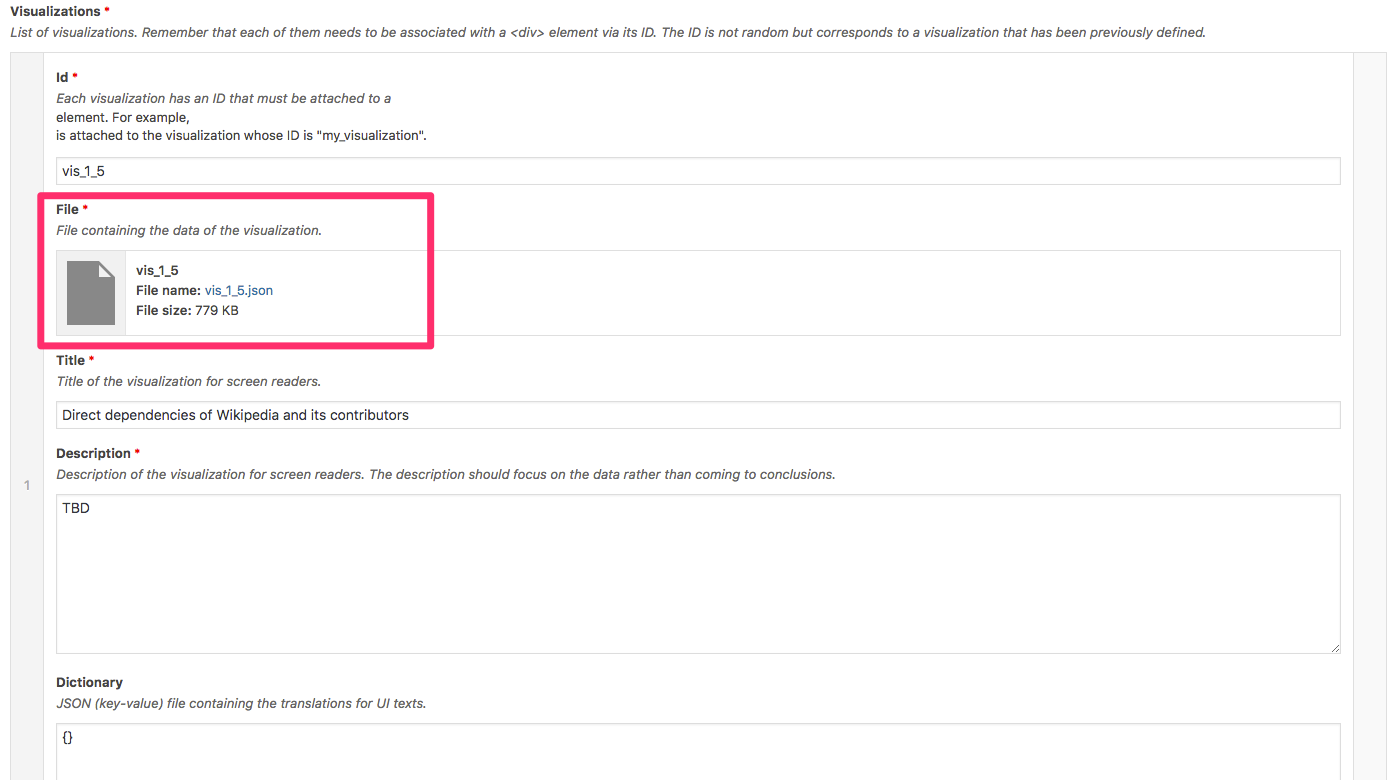 Visualizations *
List of visualizations. Remember that each of them needs to be associated with a <div> element via its ID. The ID is not random but corresponds to a visualization that has been previously defined.
Id *
Each visualization has an ID that must be attached to a
element. For example,
is attached to the visualization whose ID is "my_visualization".
vis_1_5
File *
File containing the data of the visualization.
vis_1_5
File name: vis_1_5.json
File size: 779 KB
Title *
Title of the visualization for screen readers.
Direct dependencies of Wikipedia and its contributors
Description *
Description of the visualization for screen readers. The description should focus on the data rather than coming to conclusions.
1
TBD
Dictionary
JSON (key-value) file containing the translations for UI texts.
{}